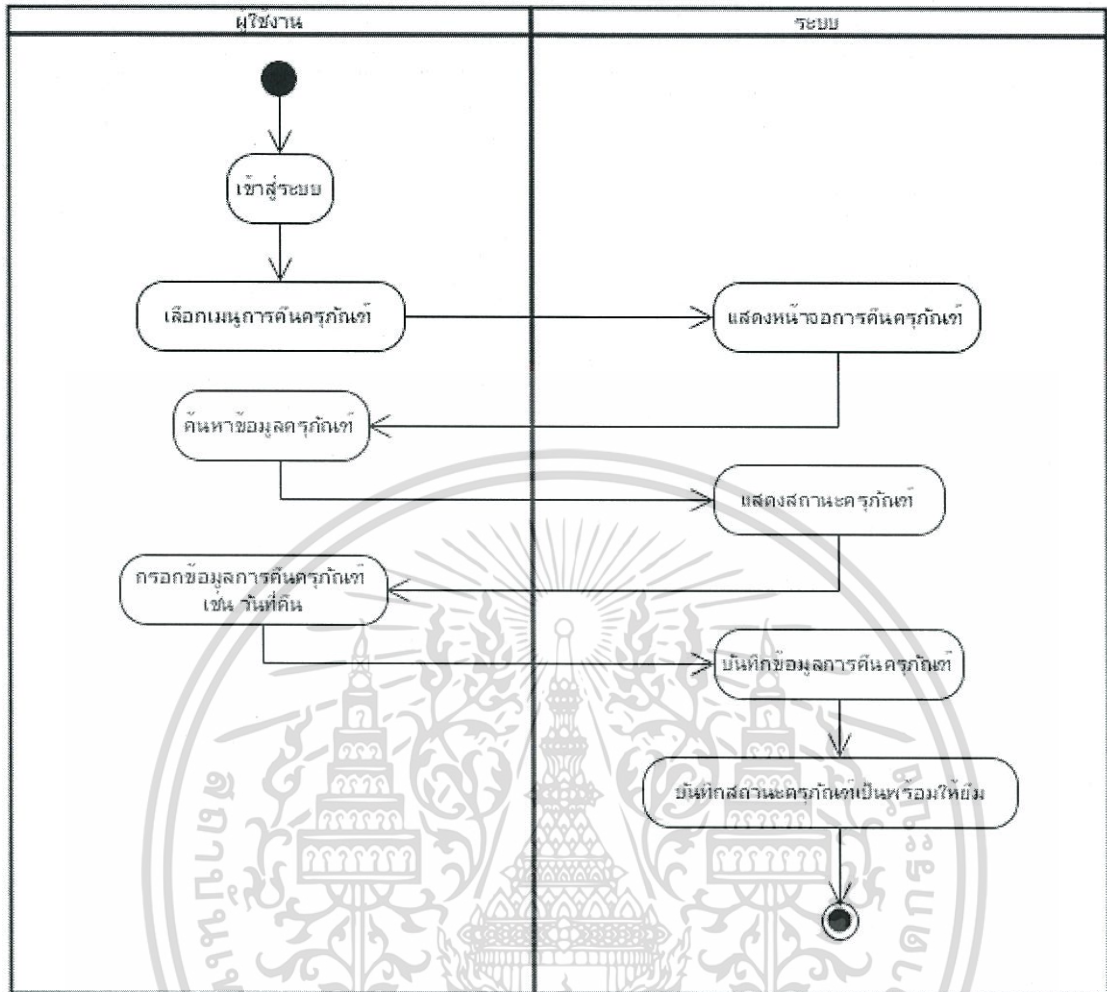 ผู้ใช้งาน
ระบบ
เข้าสู่ระบบ
เลือกเมนูการคืนครุภัณฑ์
แสดงหน้าจอการคืนครุภัณฑ์
ค้นหาข้อมูลครุภัณฑ์
แสดงสถานะครุภัณฑ์
กรอกข้อมูลการคืนครุภัณฑ์
เช่น วันที่คืน
บันทึกข้อมูลการคืนครุภัณฑ์
บันทึกสถานะครุภัณฑ์เป็นพร้อมให้ยืม